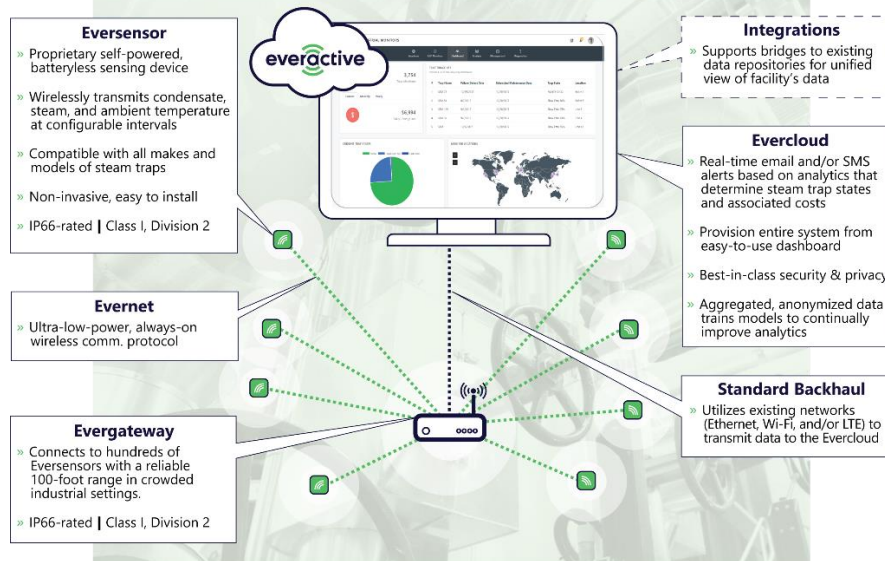 Eversensor
» Proprietary self-powered,
batteryless sensing device
» Wirelessly transmits condensate,
steam, and ambient temperature
at configurable intervals
» Compatible with all makes and
models of steam traps
» Non-invasive, easy to install
» IP66-rated | Class I, Division 2
Evernet
» Ultra-low-power, always-on
wireless comm. protocol
Evergateway
» Connects to hundreds of
Eversensors with a reliable
100-foot range in crowded
industrial settings.
» IP66-rated | Class I, Division 2
everactive
Integrations
» Supports bridges to existing
data repositories for unified
view of facility's data
Evercloud
» Real-time email and/or SMS
alerts based on analytics that
determine steam trap states
and associated costs
» Provision entire system from
easy-to-use dashboard
» Best-in-class security & privacy
» Aggregated, anonymized data
trains models to continually
improve analytics
Standard Backhaul
» Utilizes existing networks
(Ethernet, Wi-Fi, and/or LTE) to
transmit data to the Evercloud